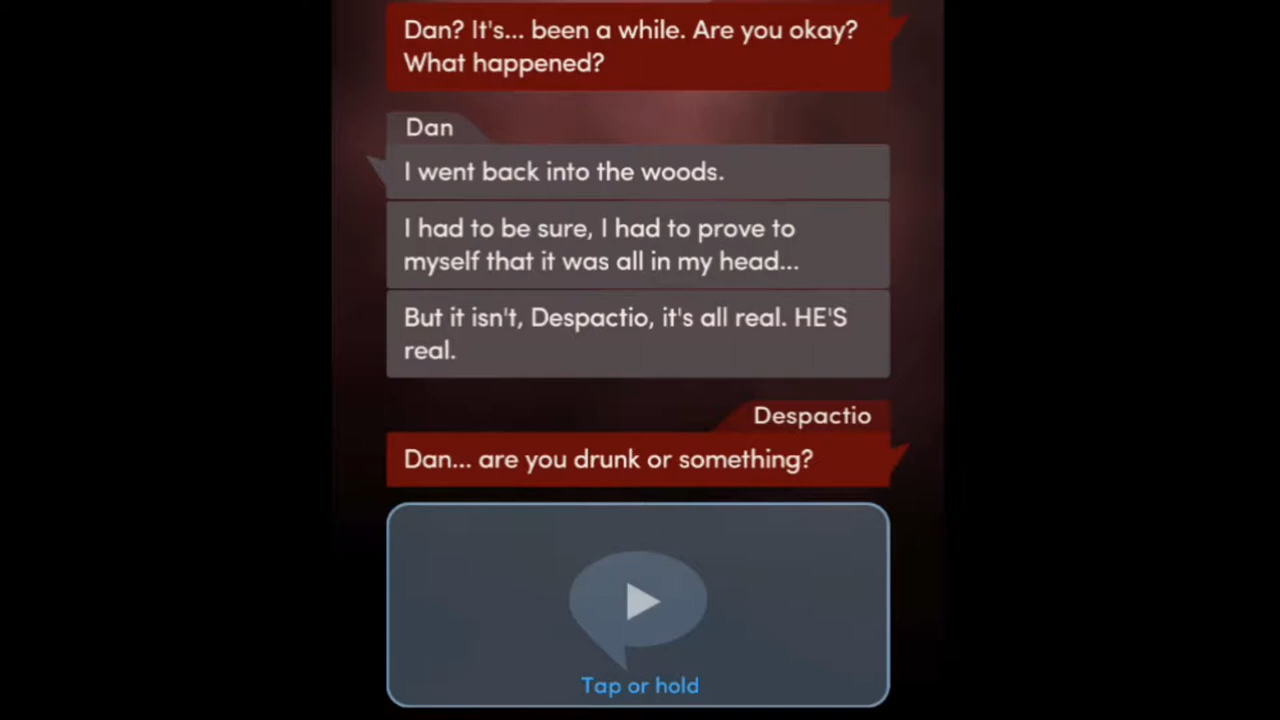 Dan? It's... been a while. Are you okay?
What happened?
Dan
I went back into the woods.
I had to be sure, I had to prove to
myself that it was all in my head...
But it isn't, Despactio, it's all real. HE'S
real.
Despactio
Dan... are you drunk or something?
Tap or hold